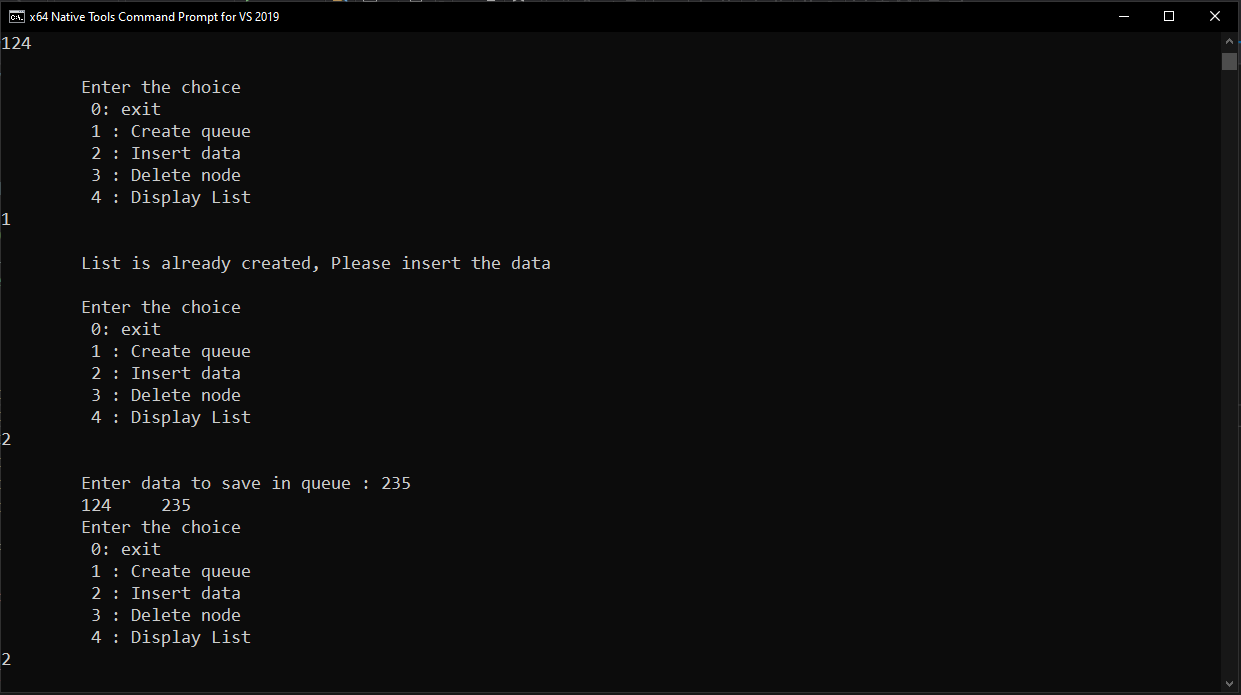 x64 Native Tools Command Prompt for VS 2019
124
Enter the choice
0: exit
1 : Create queue
2 : Insert data
3 : Delete node
4 : Display List
1
List is already created, Please insert the data
Enter the choice
0: exit
1 : Create queue
2 : Insert data
3 : Delete node
4 : Display List
2
Enter data to save in queue : 235
124     235
Enter the choice
0: exit
1 : Create queue
2 : Insert data
3 : Delete node
4 : Display List
2